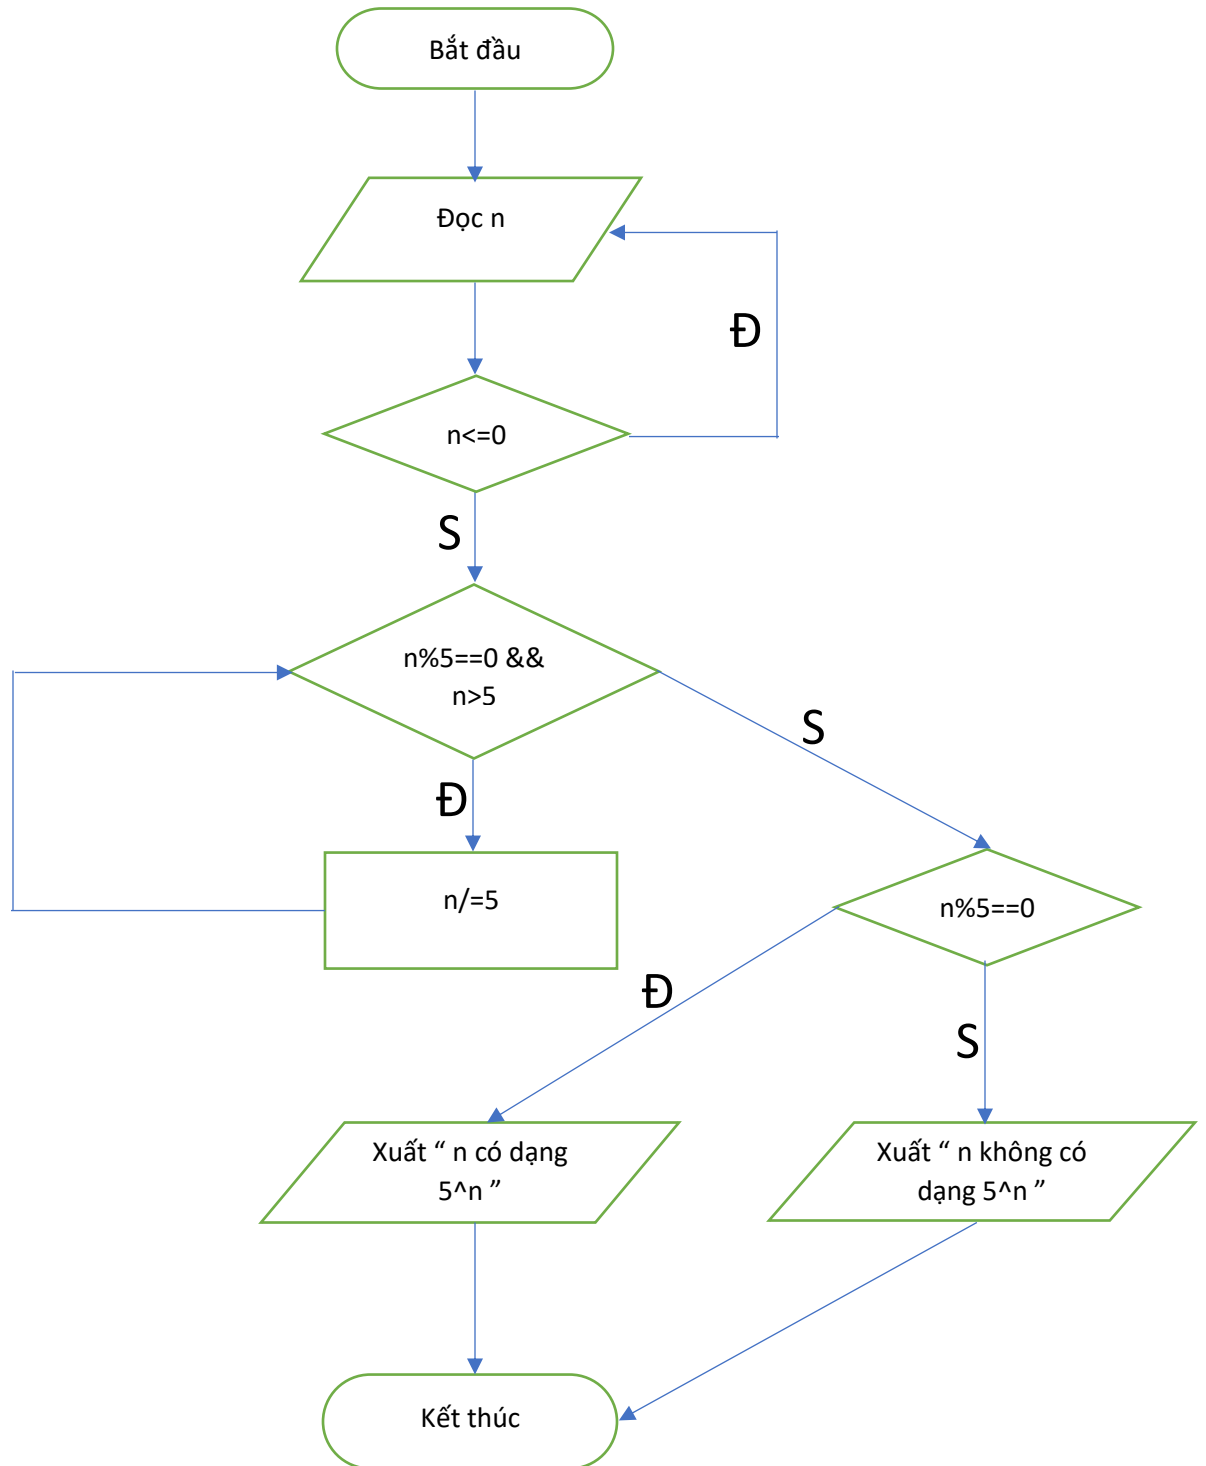 Bắt đầu
Đọc n
Đ
n<=0
S
n%5==0 &&
n>5
S
Đ
n/=5
n%5==0
Đ
S
Xuất “ n có dạng
5^n ”
Xuất “ n không có
dạng 5^n ”
Kết thúc